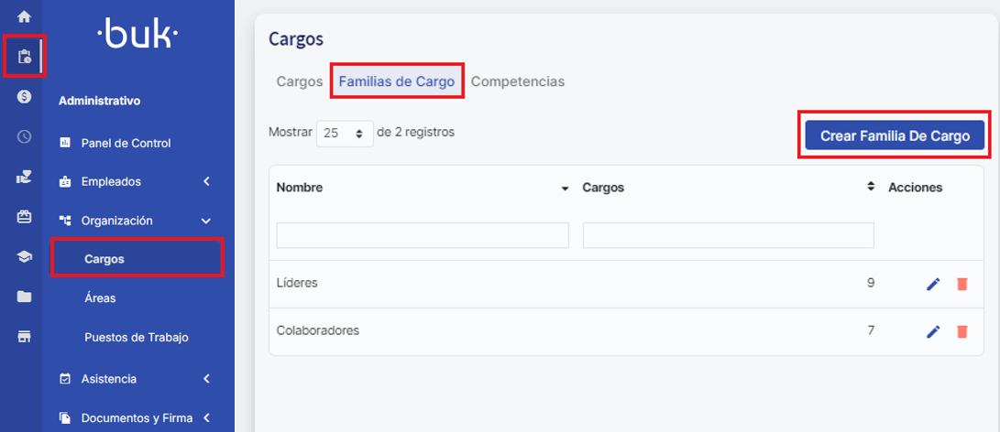 ·buk·
Administrativo
Panel de Control
Empleados
Organización
Cargos
Áreas
Puestos de Trabajo
Asistencia
Documentos y Firma
Cargos
Cargos Familias de Cargo Competencias
Mostrar 25 de 2 registros
Crear Familia De Cargo
Nombre Cargos Acciones
Líderes 9
Colaboradores 7